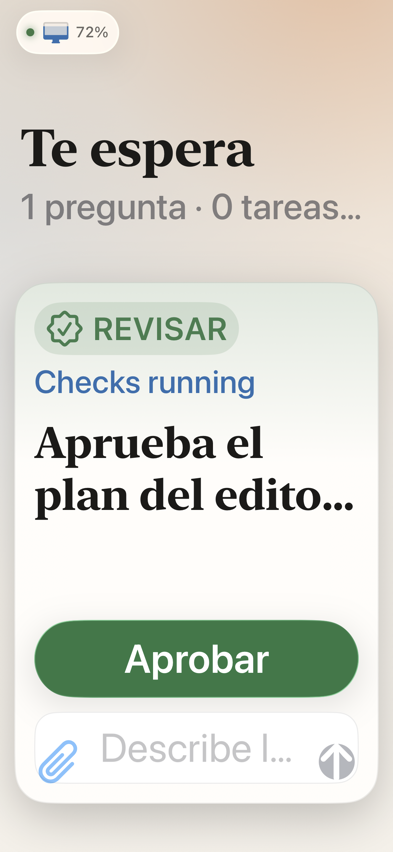 72%
Te espera
1 pregunta · 0 tareas...
REVISAR
Checks running
Aprueba el
plan del edito...
Aprobar
Describe l...